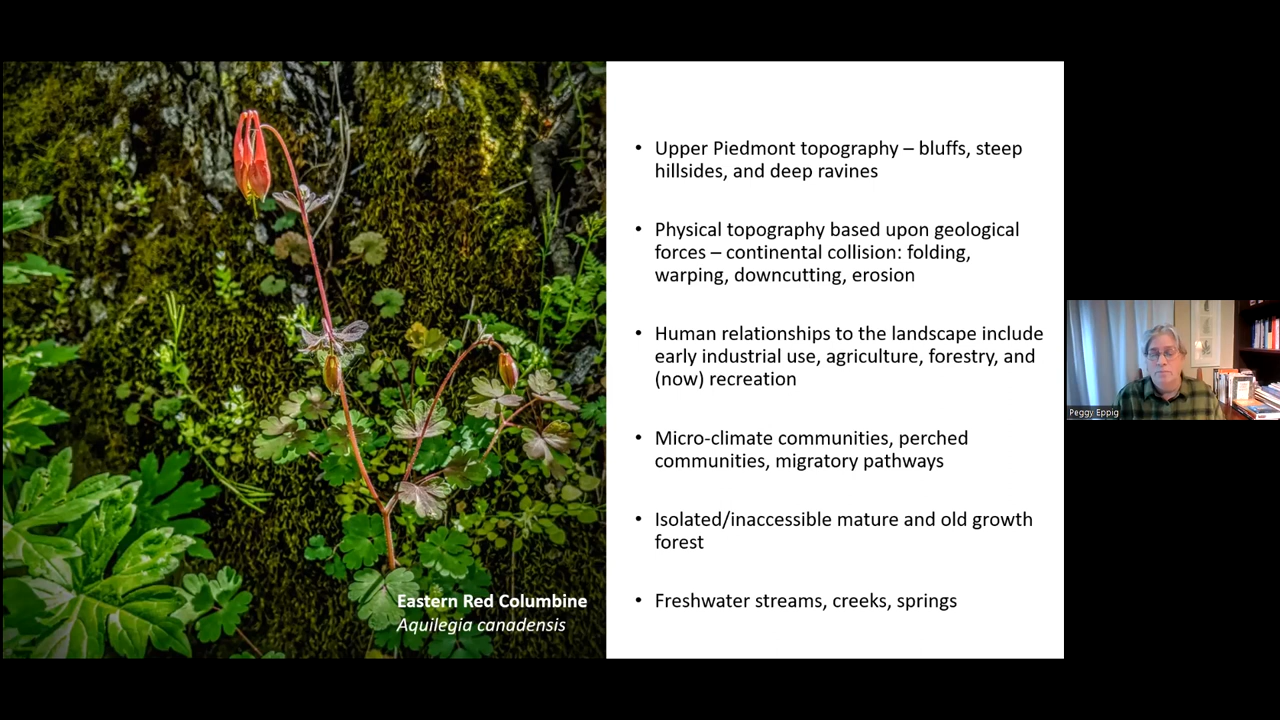 • Upper Piedmont topography – bluffs, steep
hillsides, and deep ravines
• Physical topography based upon geological
forces – continental collision: folding,
warping, downcutting, erosion
• Human relationships to the landscape include
early industrial use, agriculture, forestry, and
(now) recreation
• Micro-climate communities, perched
communities, migratory pathways
• Isolated/inaccessible mature and old growth
forest
• Freshwater streams, creeks, springs
Eastern Red Columbine
Aquilegia canadensis
Peggy Eppig